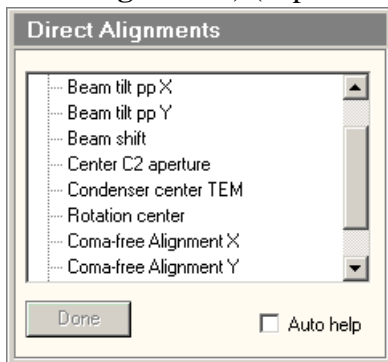 Direct Alignments
Beam tilt pp X
Beam tilt pp Y
Beam shift
Center C2 aperture
Condenser center TEM
Rotation center
Coma-free Alignment X
Coma-free Alignment Y
Done
Auto help